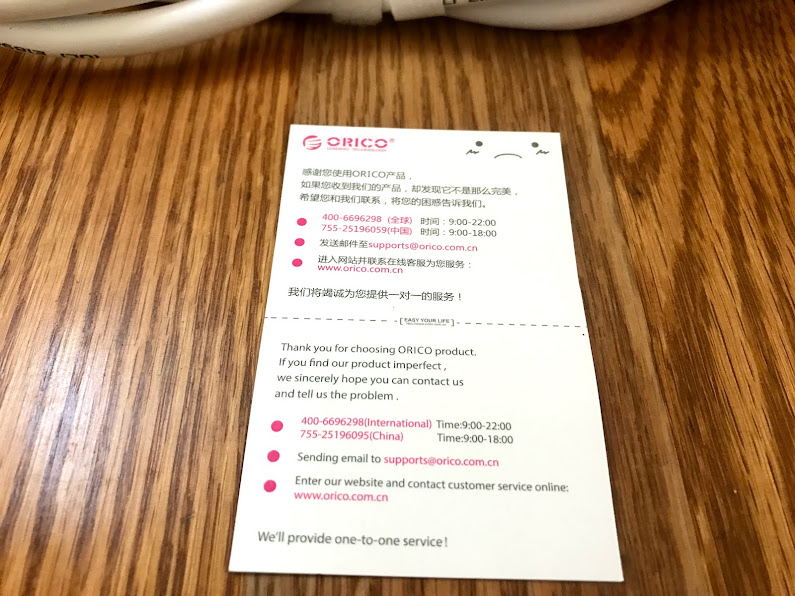 ORICO®
感谢您使用ORICO产品，
如果您收到我们的产品，却发现它不是那么完美，
希望您和我们联系，将您的困惑告诉我们。
400-6696298 (全球) 时间：9:00-22:00
755-25196059(中国) 时间：9:00-18:00
发送邮件至supports@orico.com.cn
进入网站并联系在线客服为您服务：
www.orico.com.cn
我们将竭诚为您提供一对一的服务！
EASY YOUR LIFE
Thank you for choosing ORICO product.
If you find our product imperfect ,
we sincerely hope you can contact us
and tell us the problem .
400-6696298(International) Time:9:00-22:00
755-25196095(China) Time:9:00-18:00
Sending email to supports@orico.com.cn
Enter our website and contact customer service online:
www.orico.com.cn
We'll provide one-to-one service!